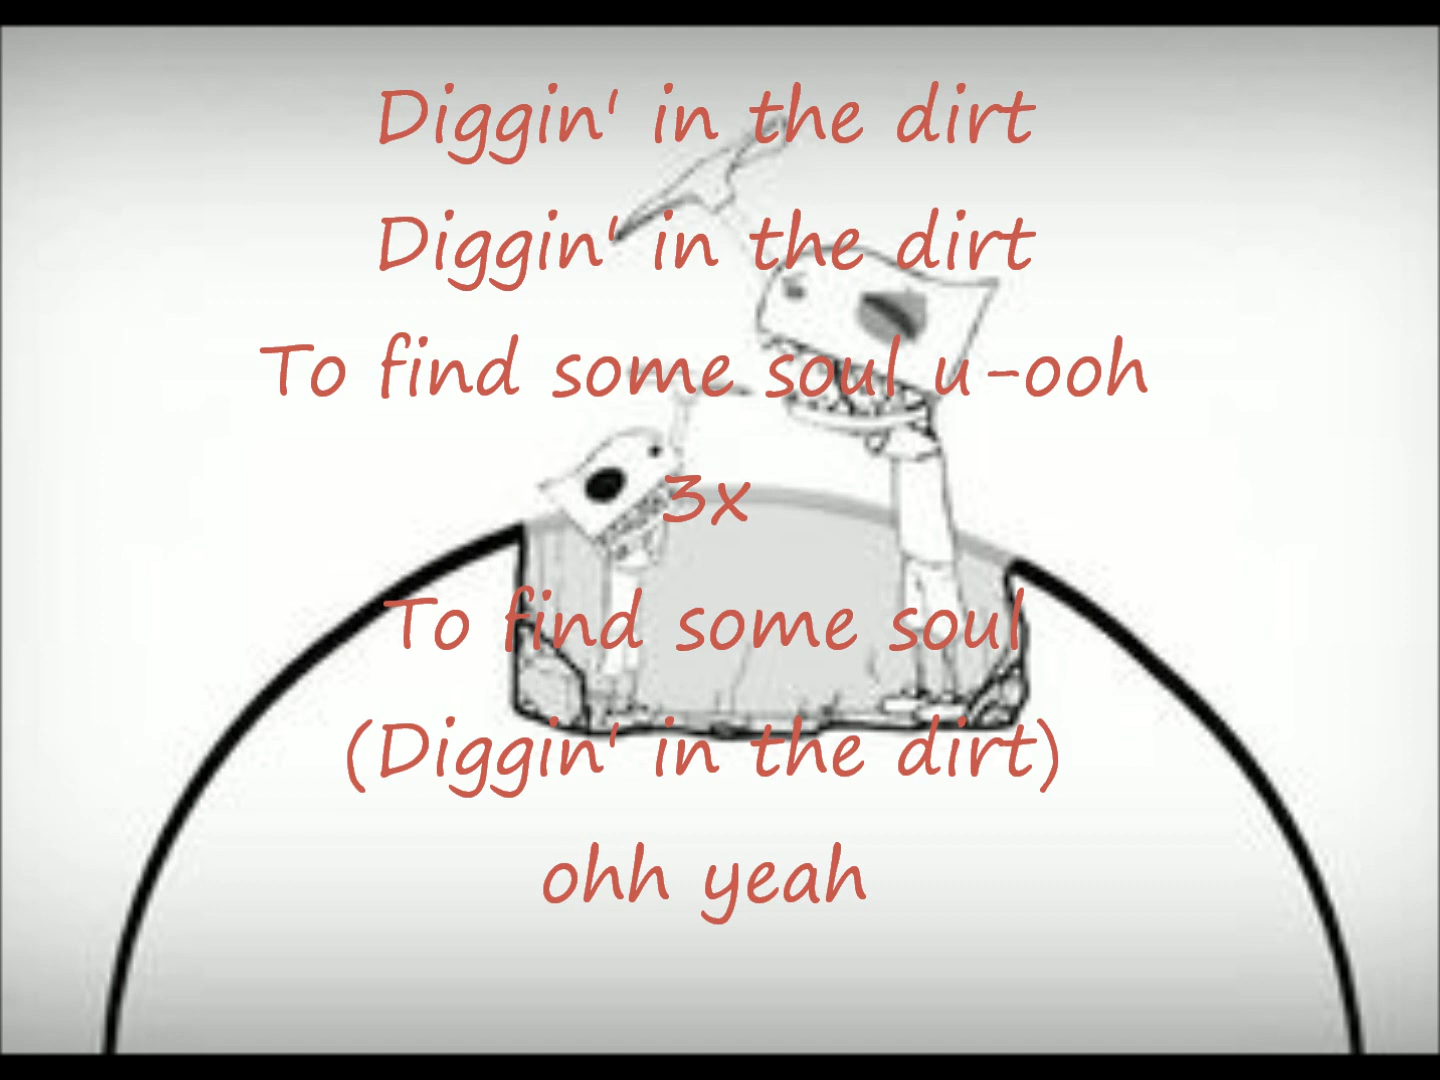 Diggin' in the dirt
Diggin' in the dirt
To find some soul u-ooh
3x
To find some soul
(Diggin' in the dirt)
ohh yeah